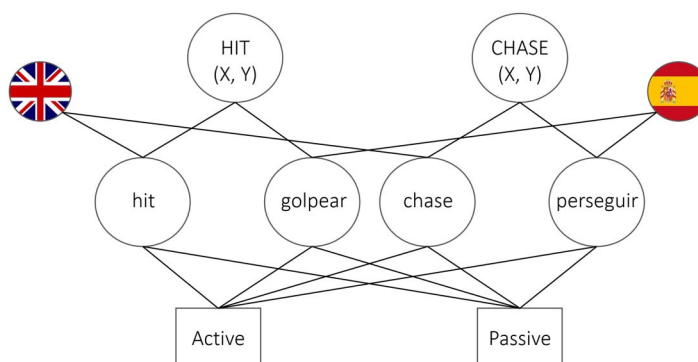 HIT
(X, Y)
CHASE
(X, Y)
hit
golpear
chase
perseguir
Active
Passive